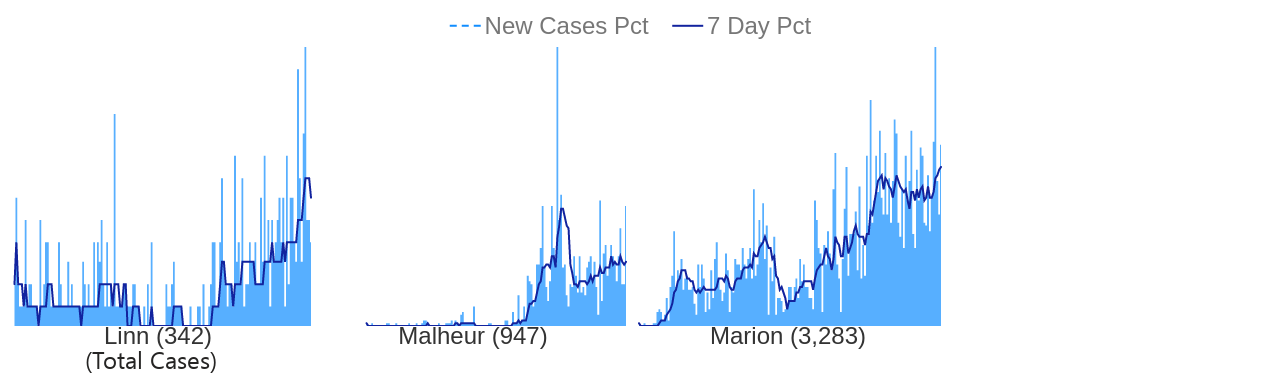 New Cases Pct 7 Day Pct
Linn (342) Malheur (947) Marion (3,283)
(Total Cases)